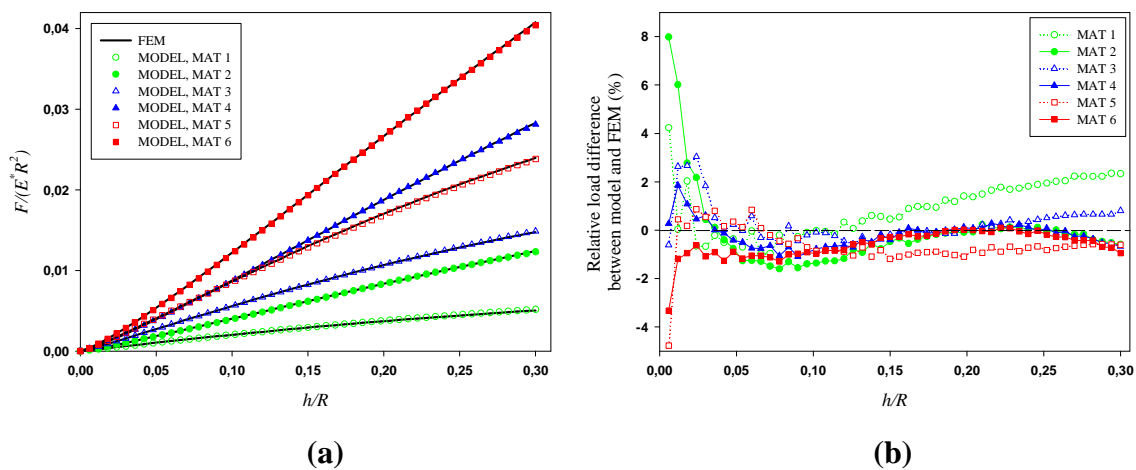 0,04
0,03
0,02
0,01
0,00
F/(E*R²)
FEM
MODEL, MAT 1
MODEL, MAT 2
MODEL, MAT 3
MODEL, MAT 4
MODEL, MAT 5
MODEL, MAT 6
0,00 0,05 0,10 0,15 0,20 0,25 0,30
h/R
(a)
Relative load difference
between model and FEM (%)
8
6
4
2
0
-2
-4
MAT 1
MAT 2
MAT 3
MAT 4
MAT 5
MAT 6
0,00 0,05 0,10 0,15 0,20 0,25 0,30
h/R
(b)